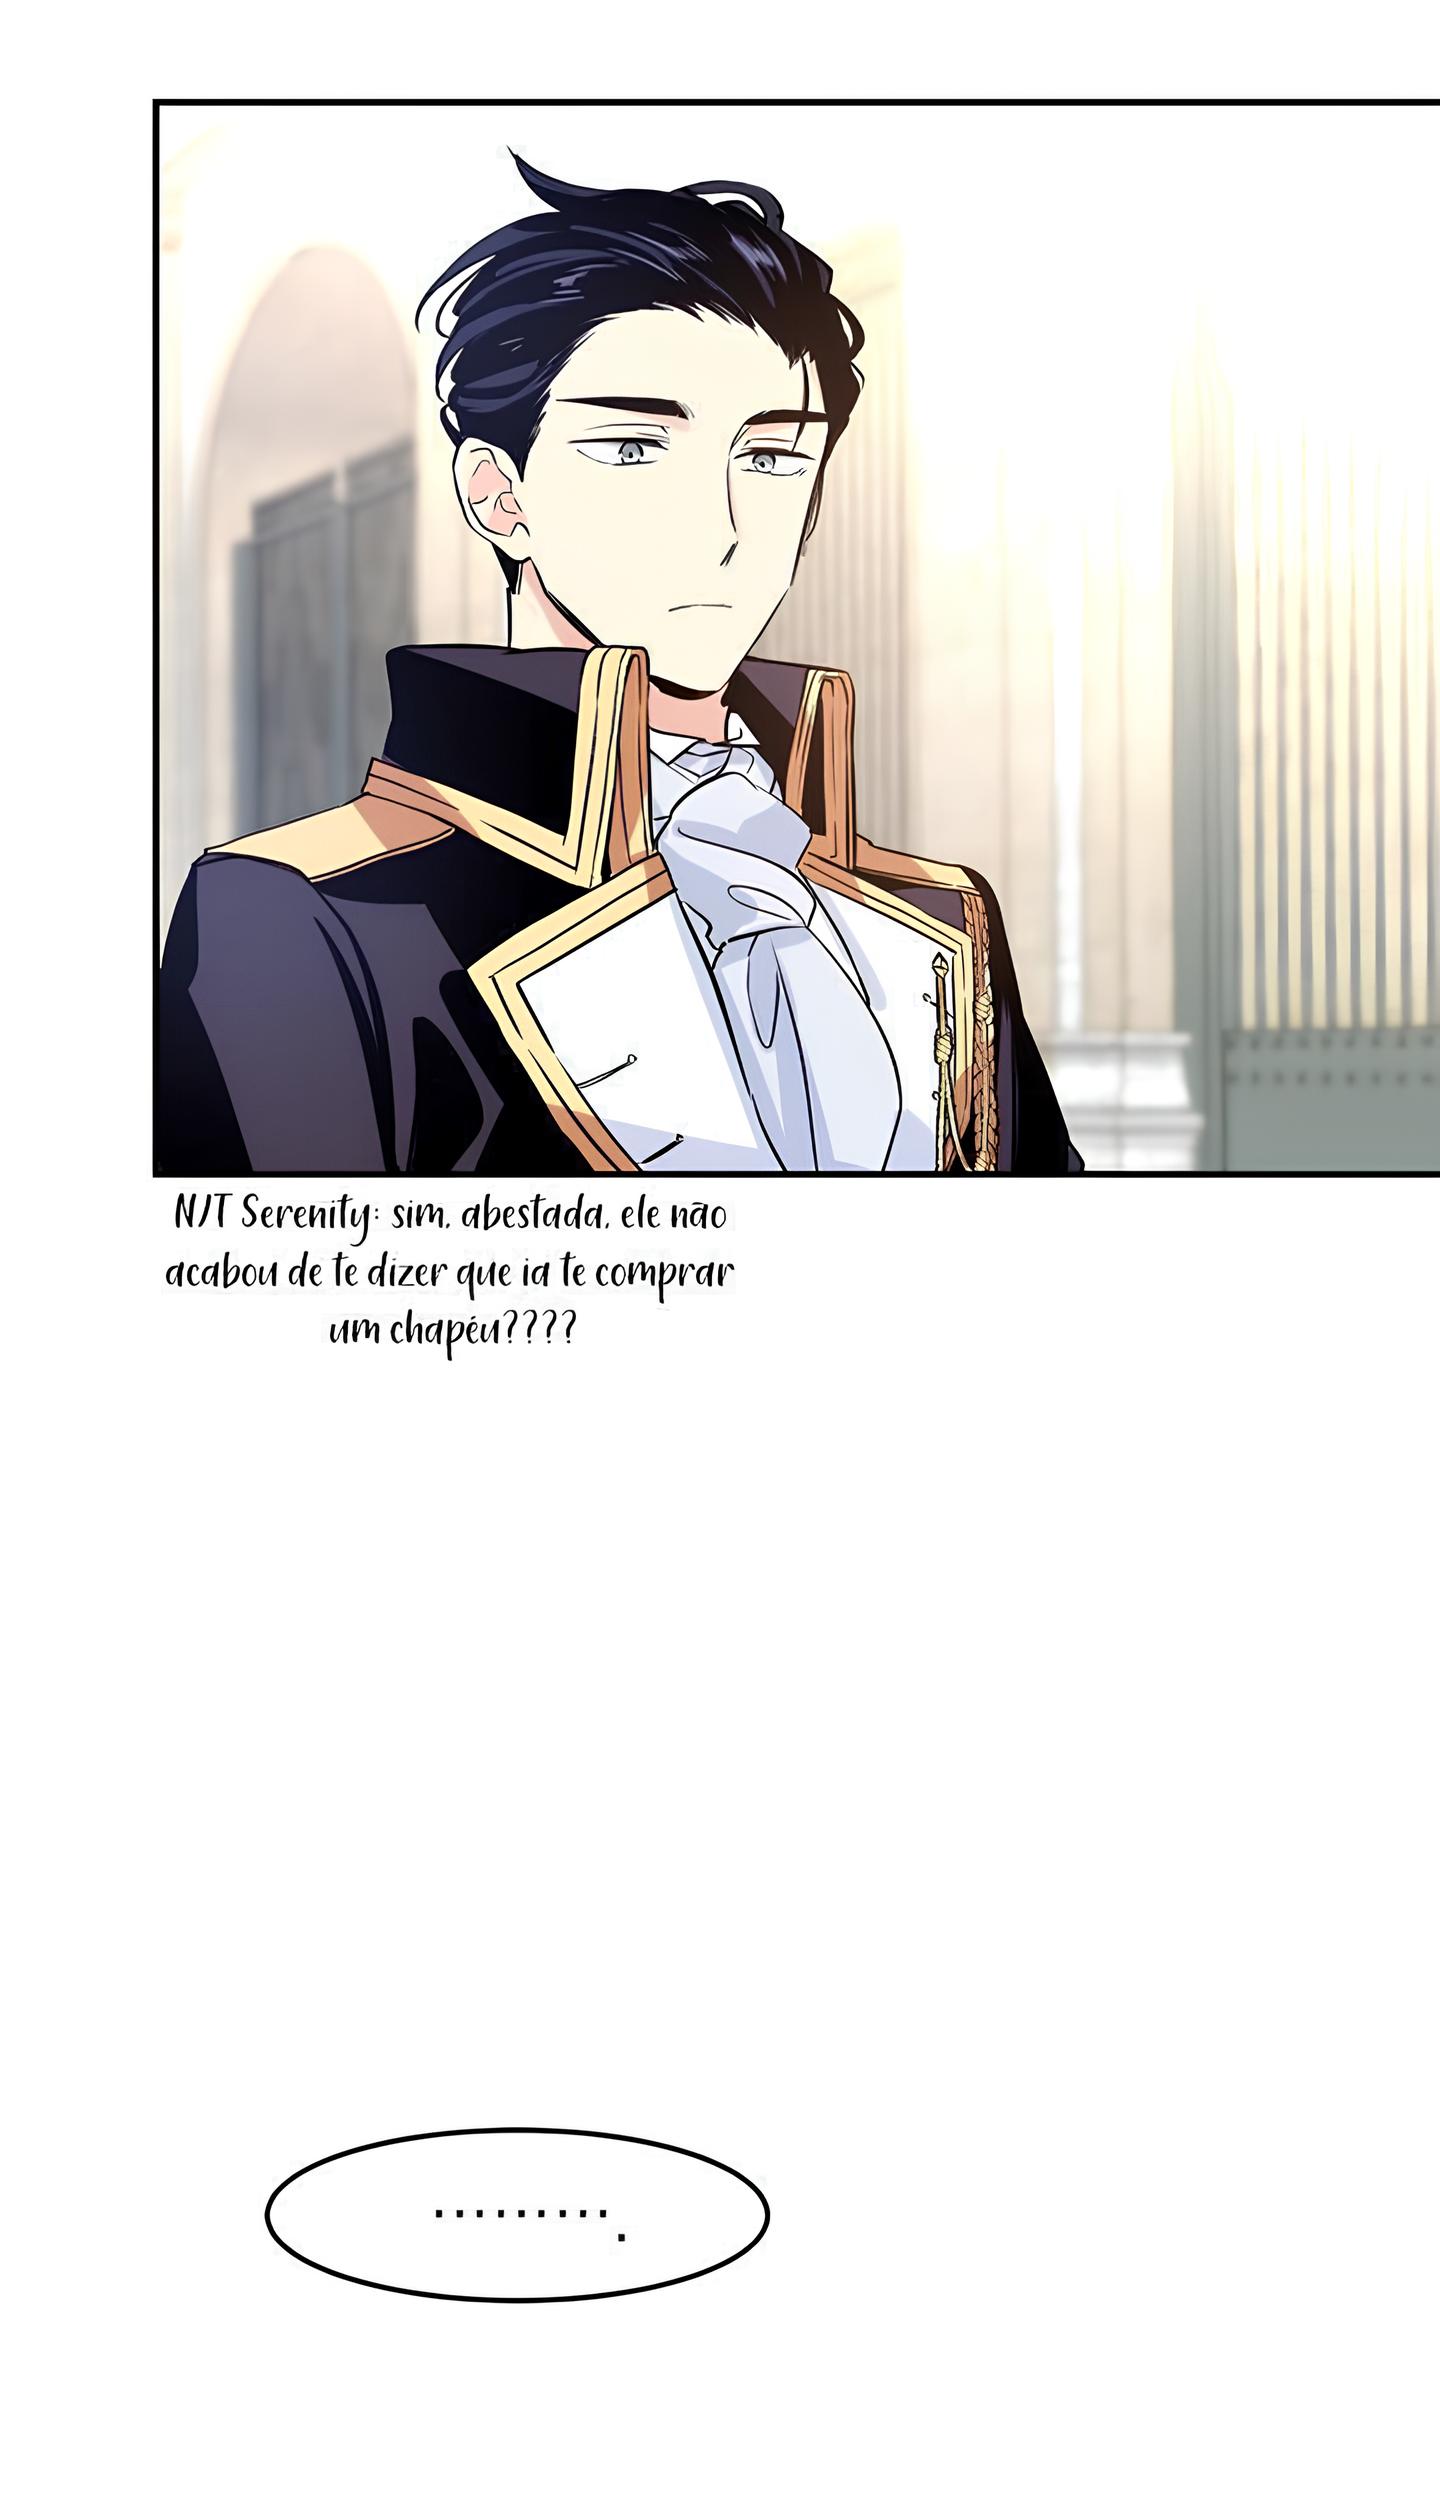 N/T Serenity: sim, abestada, ele não
acabou de te dizer que ia te comprar
um chapéu????
..........